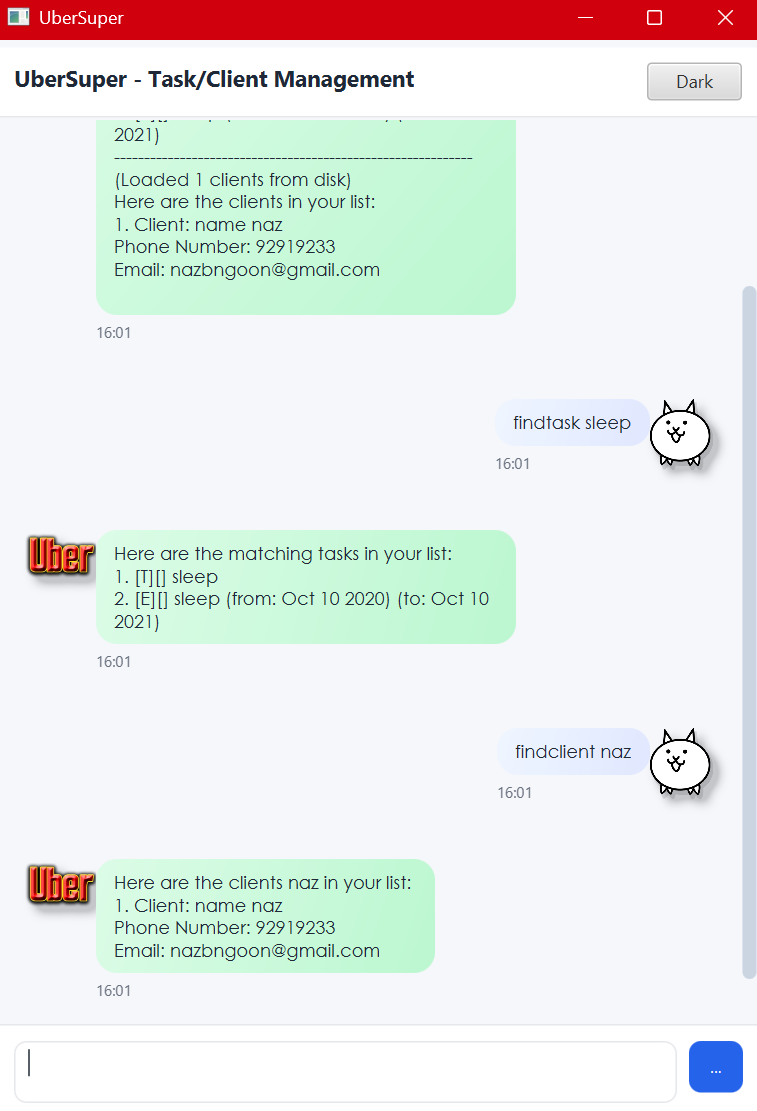 UberSuper
UberSuper - Task/Client Management
Dark
2021)
------------------------------------------------------------
(Loaded 1 clients from disk)
Here are the clients in your list:
1. Client: name naz
Phone Number: 92919233
Email: nazbngoon@gmail.com
16:01
findtask sleep
16:01
Uber
Here are the matching tasks in your list:
1. [T][] sleep
2. [E][] sleep (from: Oct 10 2020) (to: Oct 10
2021)
16:01
findclient naz
16:01
Uber
Here are the clients naz in your list:
1. Client: name naz
Phone Number: 92919233
Email: nazbngoon@gmail.com
16:01
...